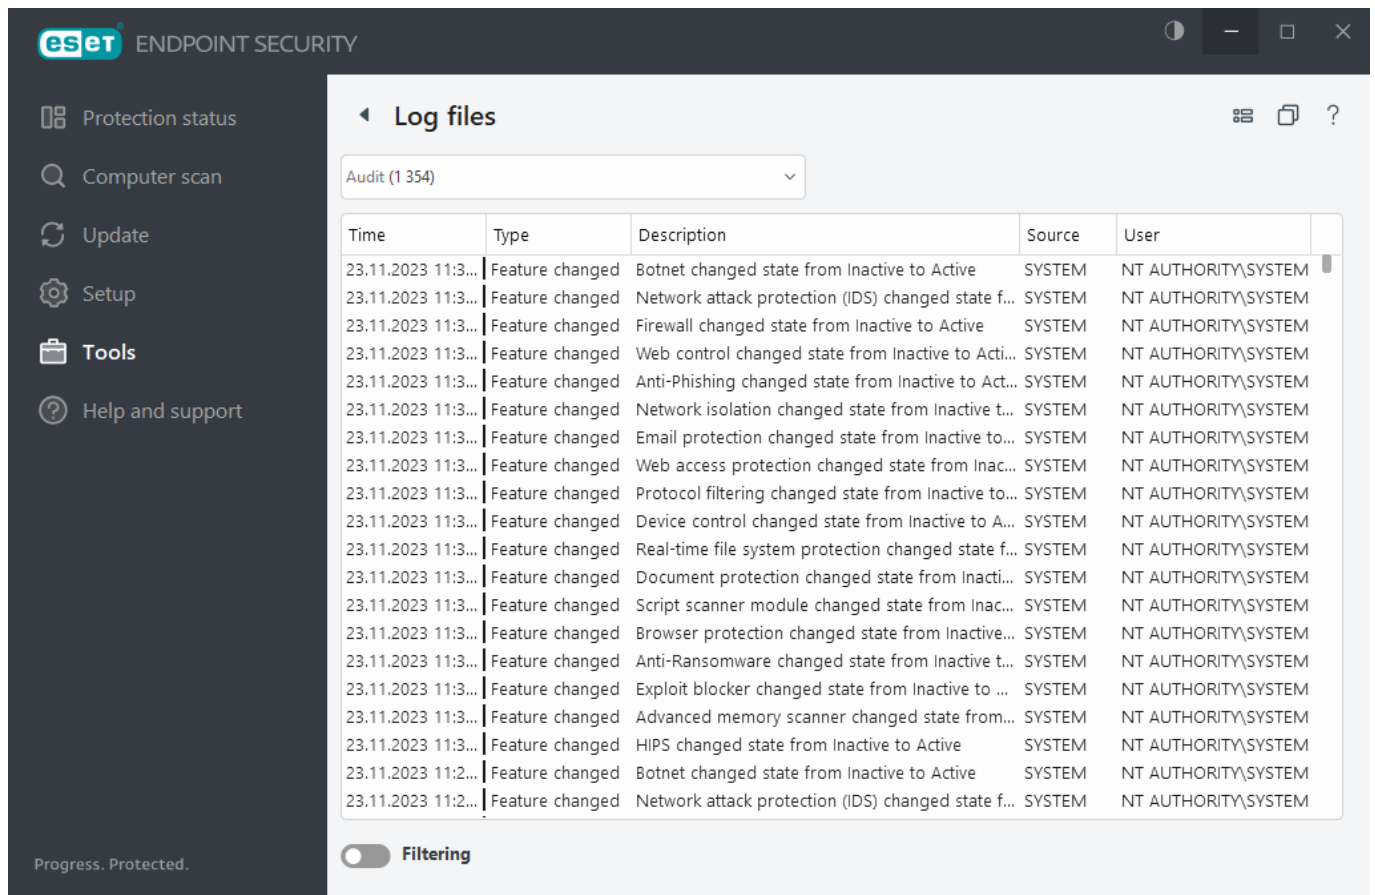 eset ENDPOINT SECURITY
Protection status
Computer scan
Update
Setup
Tools
Help and support
Progress. Protected.
Log files
?
Audit (1 354)
Time Type Description Source User
23.11.2023 11:3... Feature changed Botnet changed state from Inactive to Active SYSTEM NT AUTHORITY\SYSTEM
23.11.2023 11:3... Feature changed Network attack protection (IDS) changed state f... SYSTEM NT AUTHORITY\SYSTEM
23.11.2023 11:3... Feature changed Firewall changed state from Inactive to Active SYSTEM NT AUTHORITY\SYSTEM
23.11.2023 11:3... Feature changed Web control changed state from Inactive to Acti... SYSTEM NT AUTHORITY\SYSTEM
23.11.2023 11:3... Feature changed Anti-Phishing changed state from Inactive to Act... SYSTEM NT AUTHORITY\SYSTEM
23.11.2023 11:3... Feature changed Network isolation changed state from Inactive t... SYSTEM NT AUTHORITY\SYSTEM
23.11.2023 11:3... Feature changed Email protection changed state from Inactive to... SYSTEM NT AUTHORITY\SYSTEM
23.11.2023 11:3... Feature changed Web access protection changed state from Inac... SYSTEM NT AUTHORITY\SYSTEM
23.11.2023 11:3... Feature changed Protocol filtering changed state from Inactive to... SYSTEM NT AUTHORITY\SYSTEM
23.11.2023 11:3... Feature changed Device control changed state from Inactive to A... SYSTEM NT AUTHORITY\SYSTEM
23.11.2023 11:3... Feature changed Real-time file system protection changed state f... SYSTEM NT AUTHORITY\SYSTEM
23.11.2023 11:3... Feature changed Document protection changed state from Inacti... SYSTEM NT AUTHORITY\SYSTEM
23.11.2023 11:3... Feature changed Script scanner module changed state from Inac... SYSTEM NT AUTHORITY\SYSTEM
23.11.2023 11:3... Feature changed Browser protection changed state from Inactive... SYSTEM NT AUTHORITY\SYSTEM
23.11.2023 11:3... Feature changed Anti-Ransomware changed state from Inactive t... SYSTEM NT AUTHORITY\SYSTEM
23.11.2023 11:3... Feature changed Exploit blocker changed state from Inactive to ... SYSTEM NT AUTHORITY\SYSTEM
23.11.2023 11:3... Feature changed Advanced memory scanner changed state from... SYSTEM NT AUTHORITY\SYSTEM
23.11.2023 11:3... Feature changed HIPS changed state from Inactive to Active SYSTEM NT AUTHORITY\SYSTEM
23.11.2023 11:2... Feature changed Botnet changed state from Inactive to Active SYSTEM NT AUTHORITY\SYSTEM
23.11.2023 11:2... Feature changed Network attack protection (IDS) changed state f... SYSTEM NT AUTHORITY\SYSTEM
Filtering